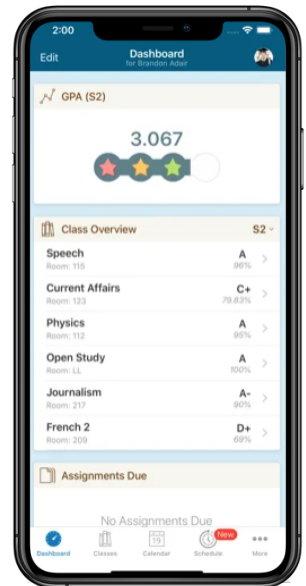 2:00
Edit
Dashboard
for Brandon Adair
GPA (S2)
3.067
Class Overview
S2
Speech
A
Room: 115
96%
Current Affairs
C+
Room: 123
79.83%
Physics
A
Room: 112
95%
Open Study
A
Room: LL
100%
Journalism
A-
Room: 217
90%
French 2
D+
Room: 209
69%
Assignments Due
No Assignments Due
19
New
Dashboard
Classes
Calendar
Schedule
More